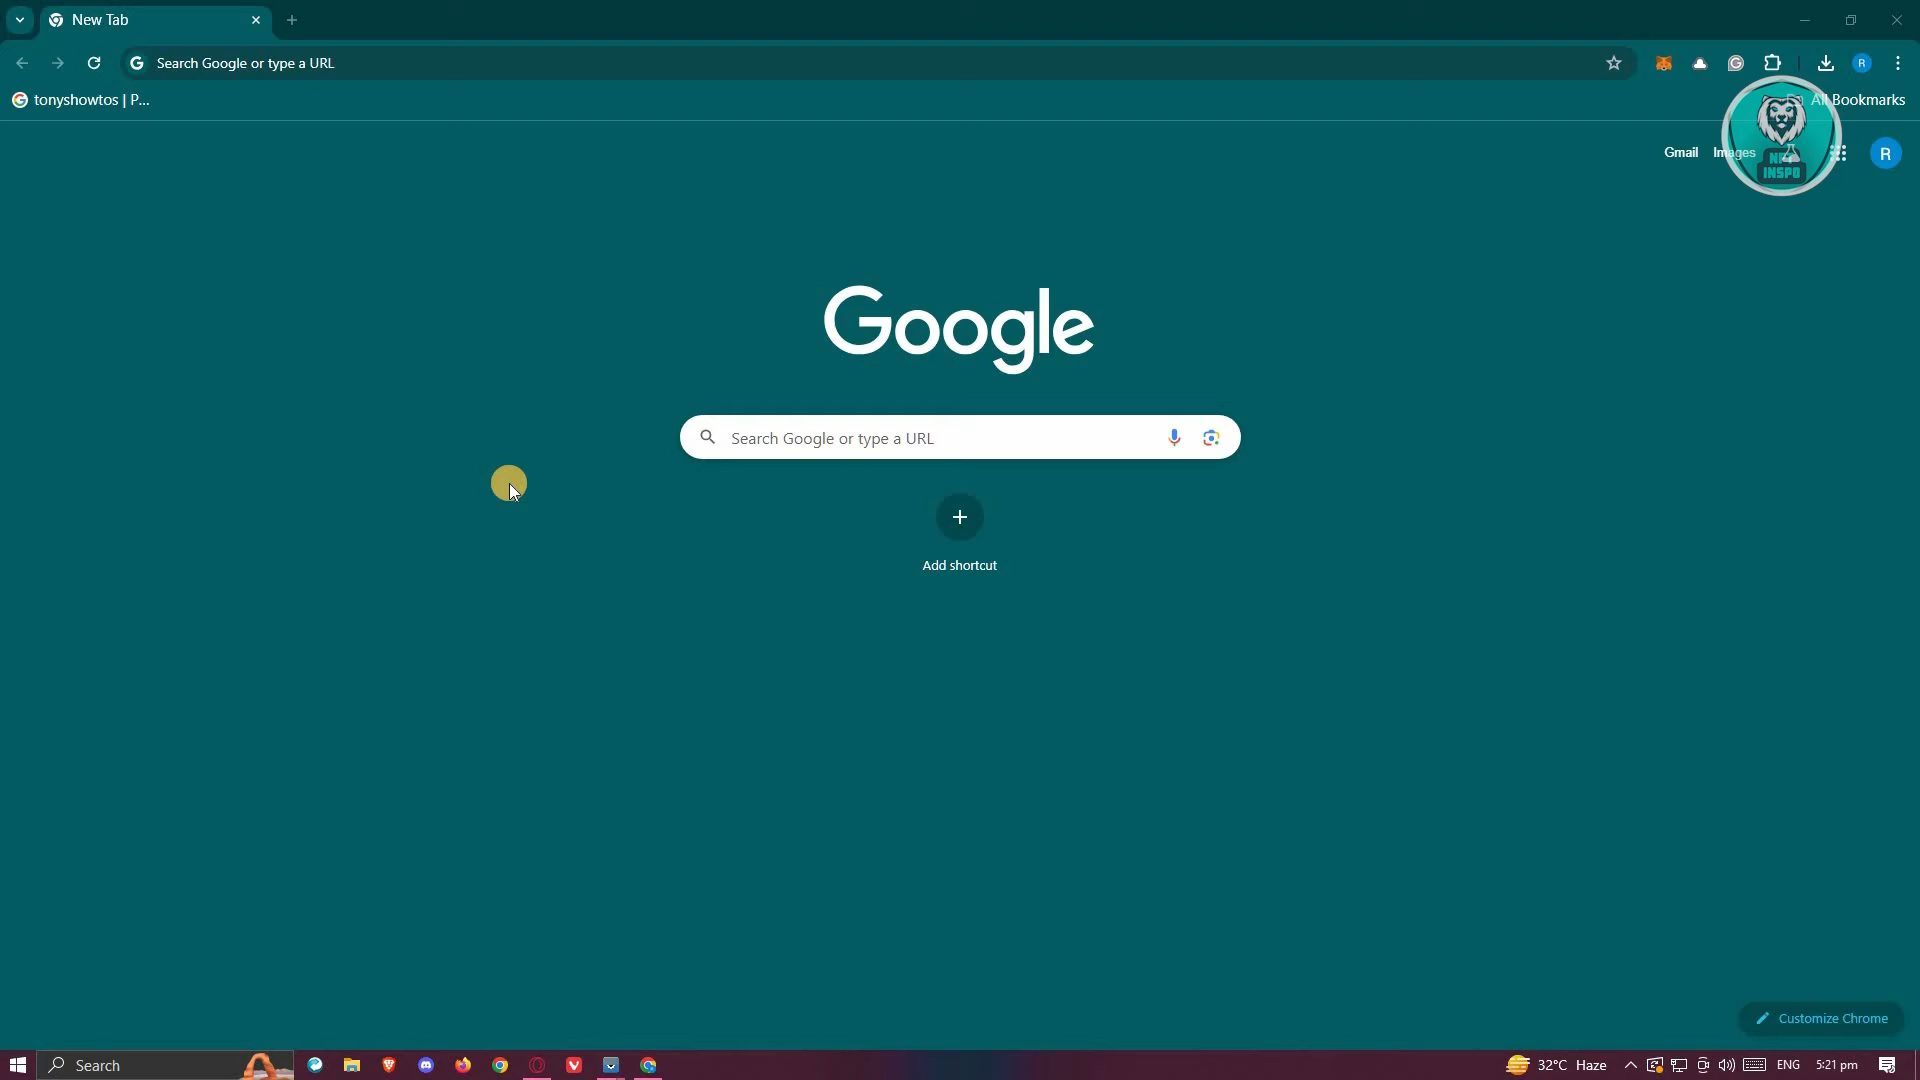 New Tab
Search Google or type a URL
tonyshowtos | P...
All Bookmarks
Gmail
Images
R
INSPO
Google
Search Google or type a URL
Add shortcut
Customize Chrome
Search
32°C Haze
ENG
5:21 pm